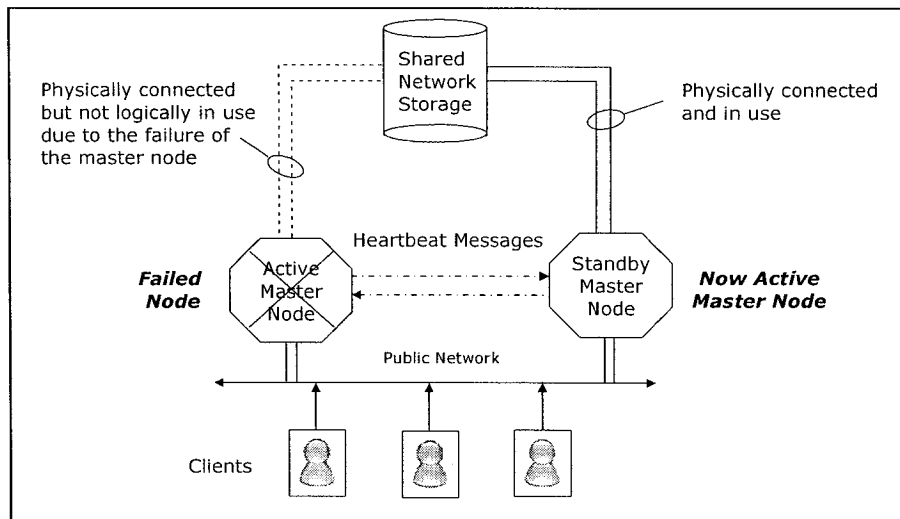 Shared
Network
Storage
Physically connected
but not logically in use
due to the failure of
the master node
Physically connected
and in use
Heartbeat Messages
Failed
Node
Active
Master
Node
Standby
Master
Node
Now Active
Master Node
Public Network
Clients